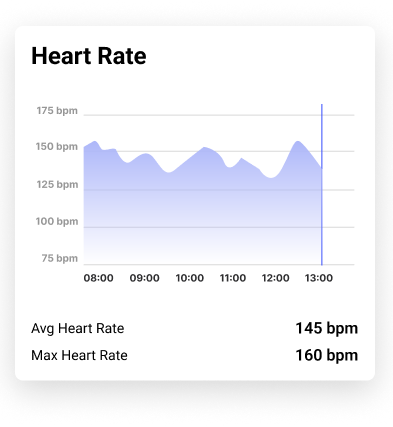 Heart Rate
175 bpm
150 bpm
125 bpm
100 bpm
75 bpm
08:00 09:00 10:00 11:00 12:00 13:00
Avg Heart Rate 145 bpm
Max Heart Rate 160 bpm